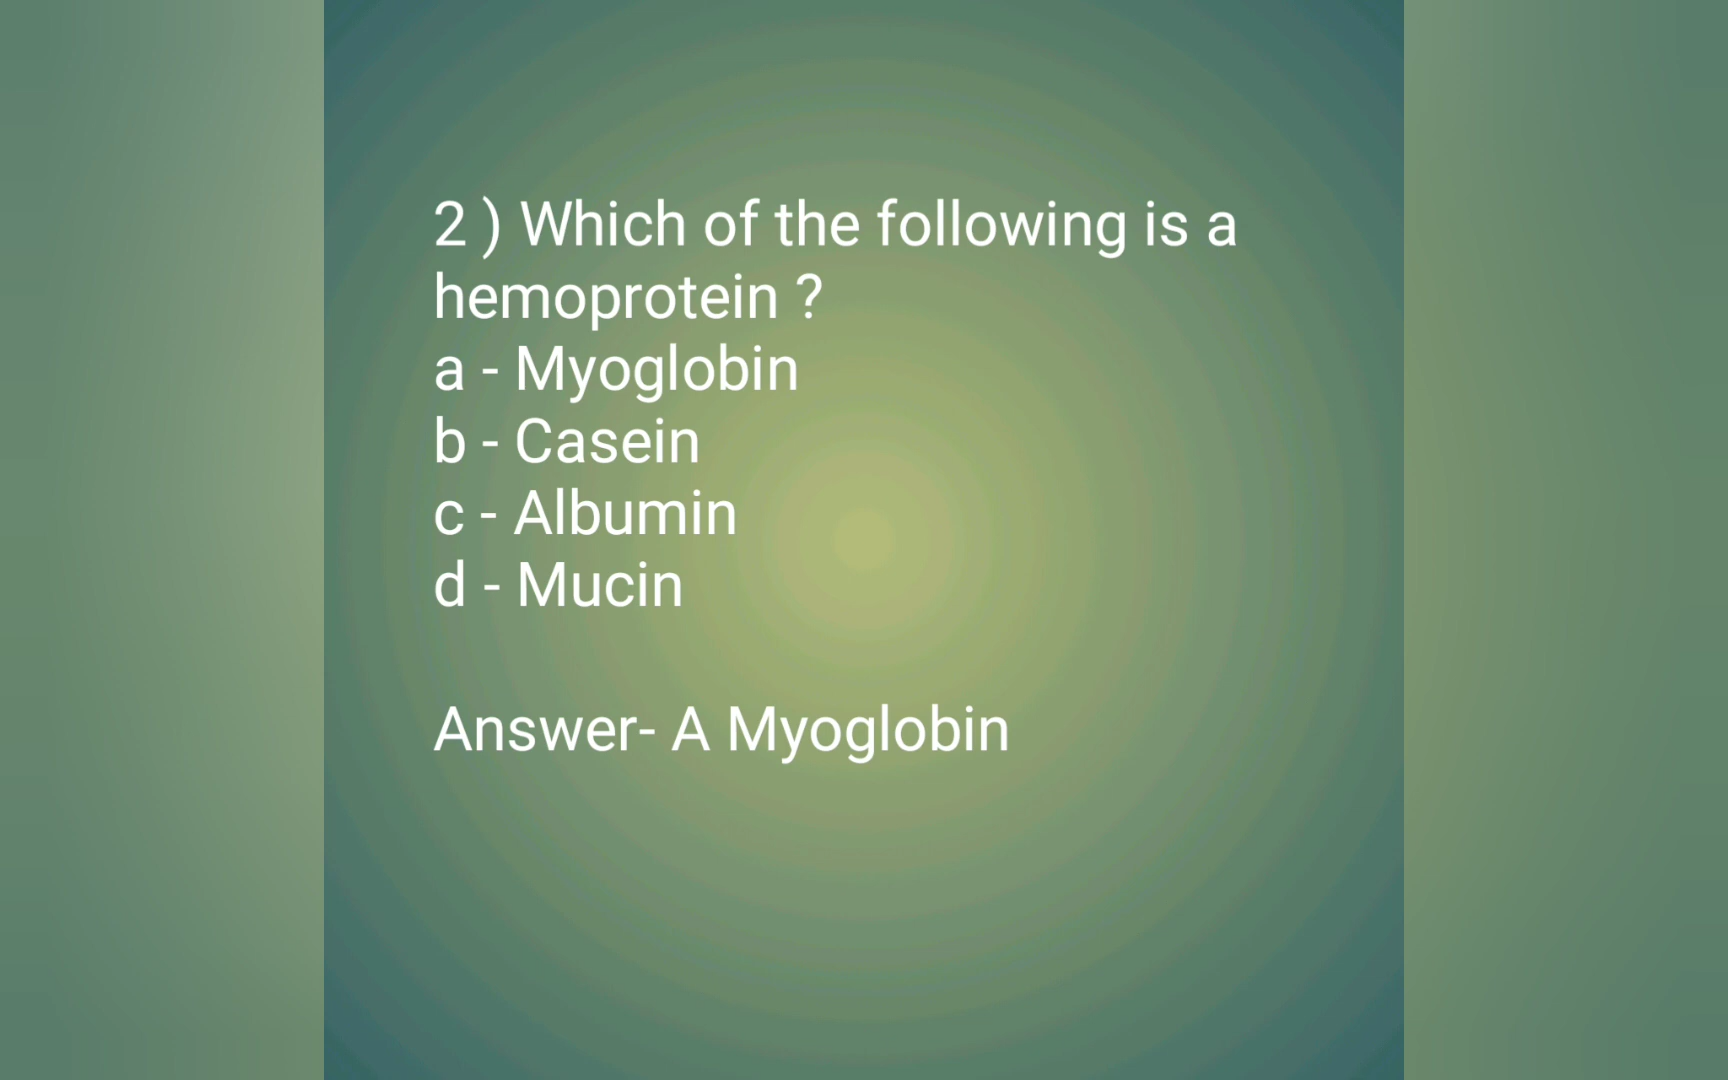 2 ) Which of the following is a
hemoprotein ?
a - Myoglobin
b - Casein
c - Albumin
d - Mucin
Answer- A Myoglobin